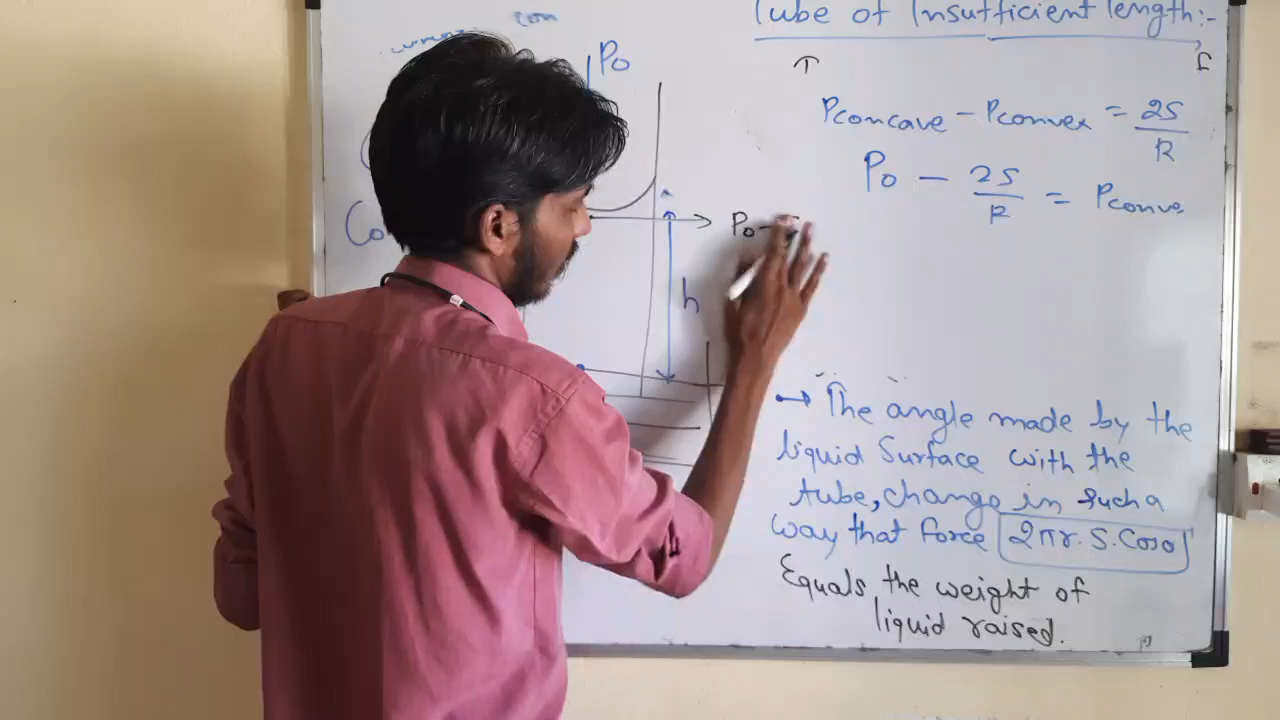 Tube of Insufficient length:-
Po
Pconcave - Pconvex = 2S/R
Po - 2S/R = Pconve
Po -
h
→ The angle made by the
liquid Surface with the
tube, change in such a
way that force 2πr.S.Cosθ
Equals the weight of
liquid raised.